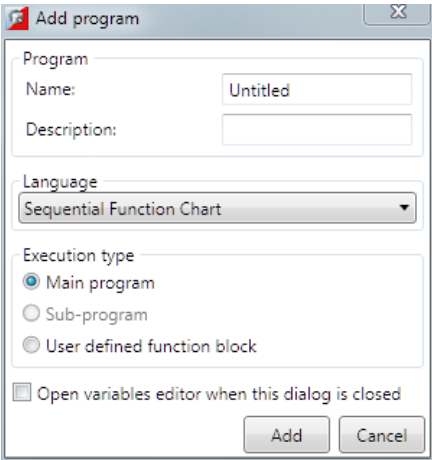 Add program
Program
Name:
Untitled
Description:
Language
Sequential Function Chart
Execution type
Main program
Sub-program
User defined function block
Open variables editor when this dialog is closed
Add
Cancel